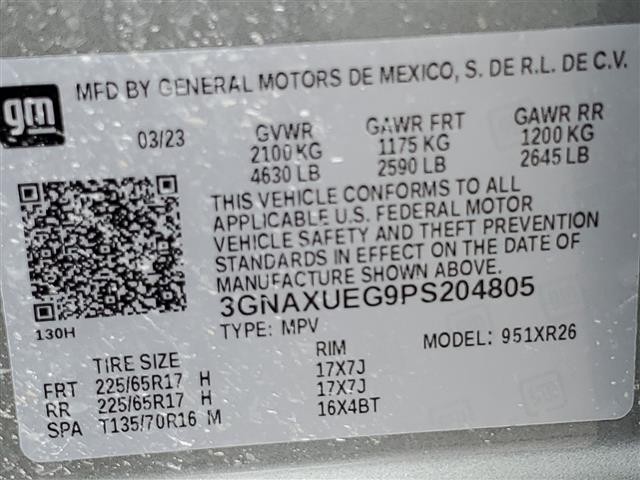 gm
MFD BY GENERAL MOTORS DE MEXICO, S. DE R.L. DE C.V.
03/23 GVWR GAWR FRT GAWR RR
2100 KG 1175 KG 1200 KG
4630 LB 2590 LB 2645 LB
THIS VEHICLE CONFORMS TO ALL
APPLICABLE U.S. FEDERAL MOTOR
VEHICLE SAFETY AND THEFT PREVENTION
STANDARDS IN EFFECT ON THE DATE OF
MANUFACTURE SHOWN ABOVE.
3GNAXUEG9PS204805
130H
TYPE: MPV MODEL: 951XR26
TIRE SIZE RIM
FRT 225/65R17 H 17X7J
RR 225/65R17 H 17X7J
SPA T135/70R16 M 16X4BT